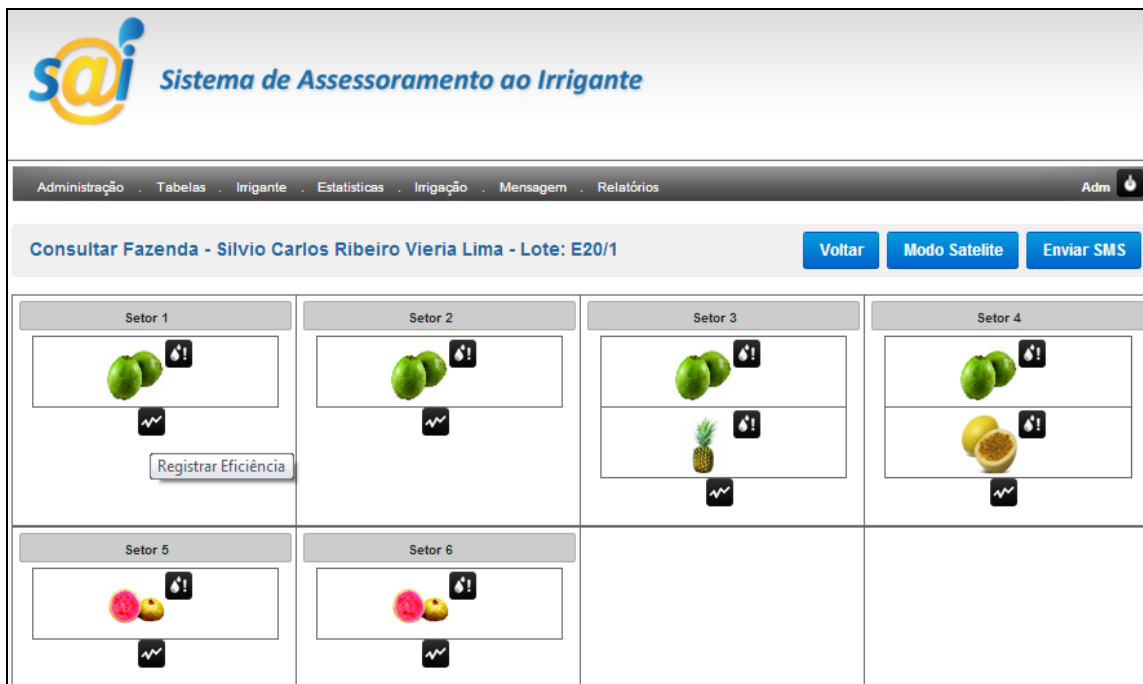 s@i
Sistema de Assessoramento ao Irrigante
Administração . Tabelas . Irrigante . Estatisticas . Irrigação . Mensagem . Relatórios Adm
Consultar Fazenda - Silvio Carlos Ribeiro Vieria Lima - Lote: E20/1 Voltar Modo Satelite Enviar SMS
Setor 1 Setor 2 Setor 3 Setor 4
Registrar Eficiência
Setor 5 Setor 6